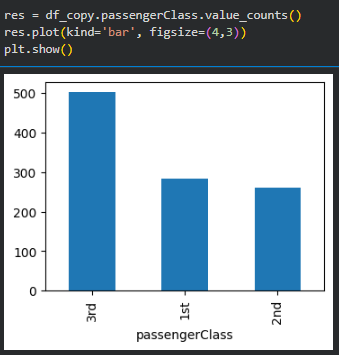 res = df_copy.passengerClass.value_counts()
res.plot(kind='bar', figsize=(4,3))
plt.show()
500
400
300
200
100
0
3rd
1st
2nd
passengerClass